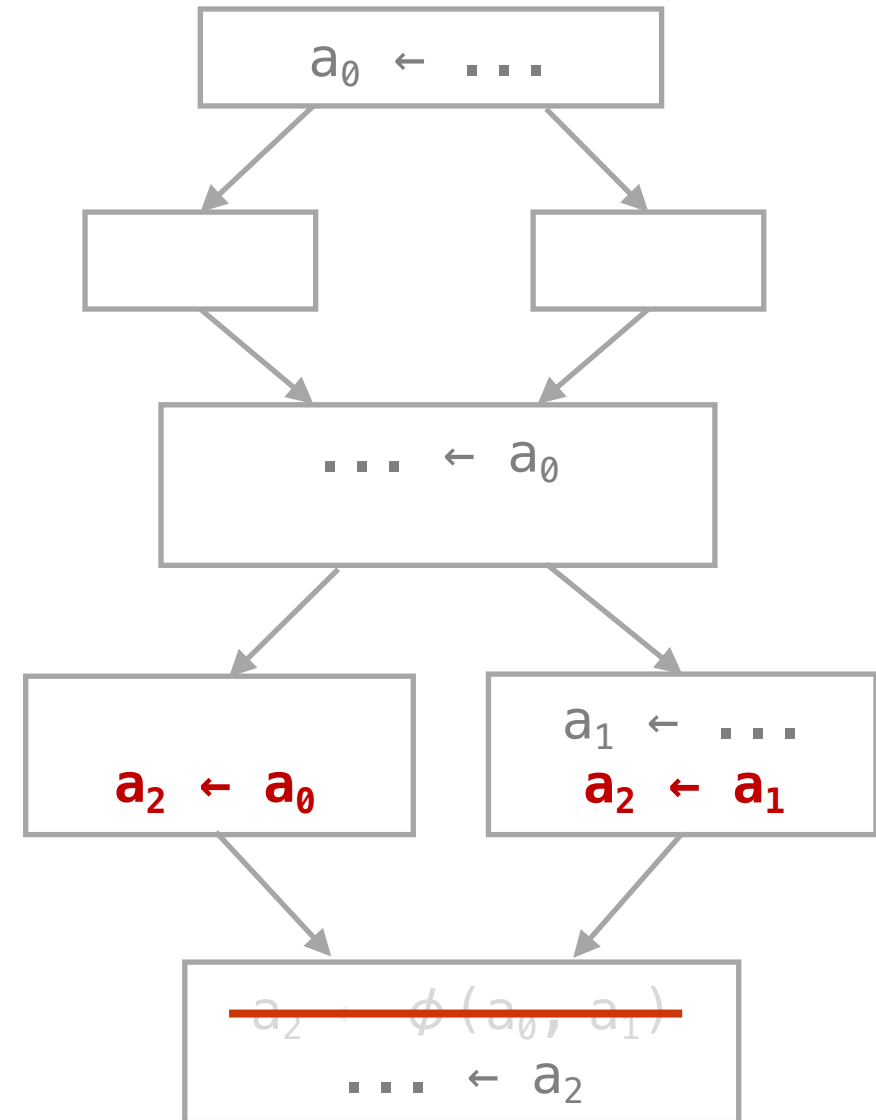 a₀ ← ...
... ← a₀
a₂ ← a₀
a₁ ← ...
a₂ ← a₁
a₂ ← ϕ(a₀, a₁)
... ← a₂